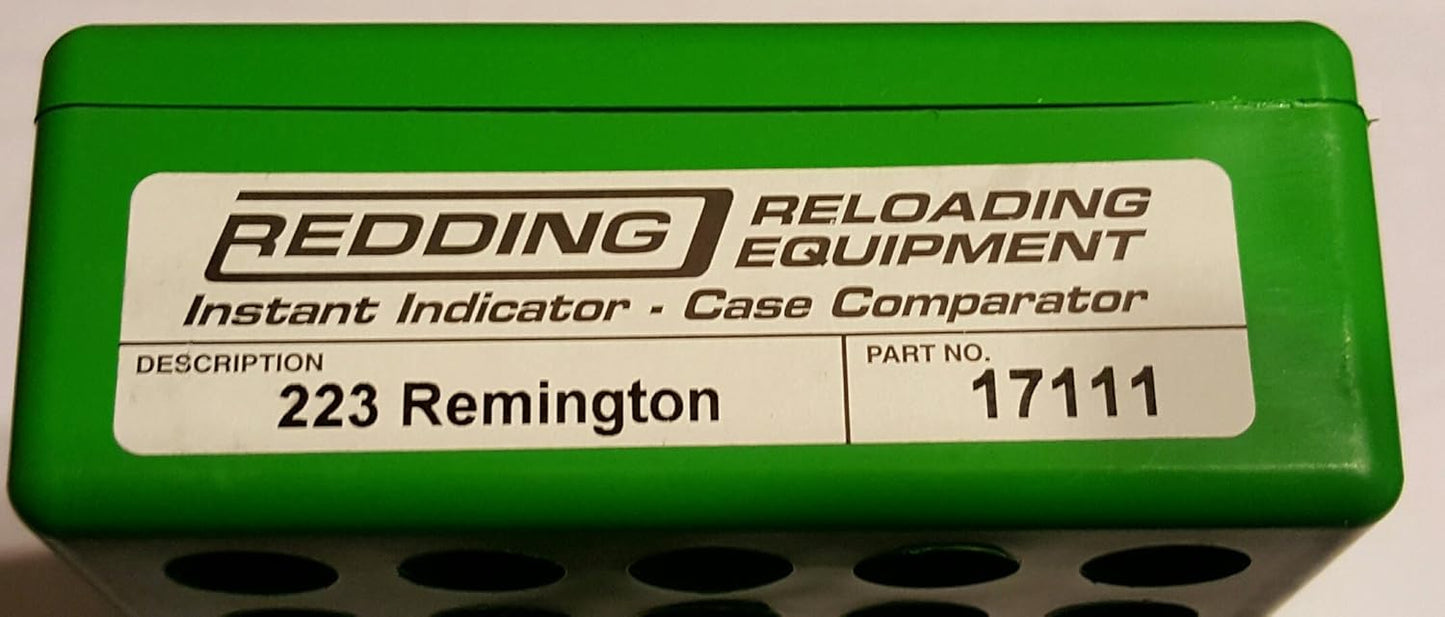 REDDING RELOADING
EQUIPMENT
Instant Indicator - Case Comparator
DESCRIPTION
223 Remington
PART NO.
17111